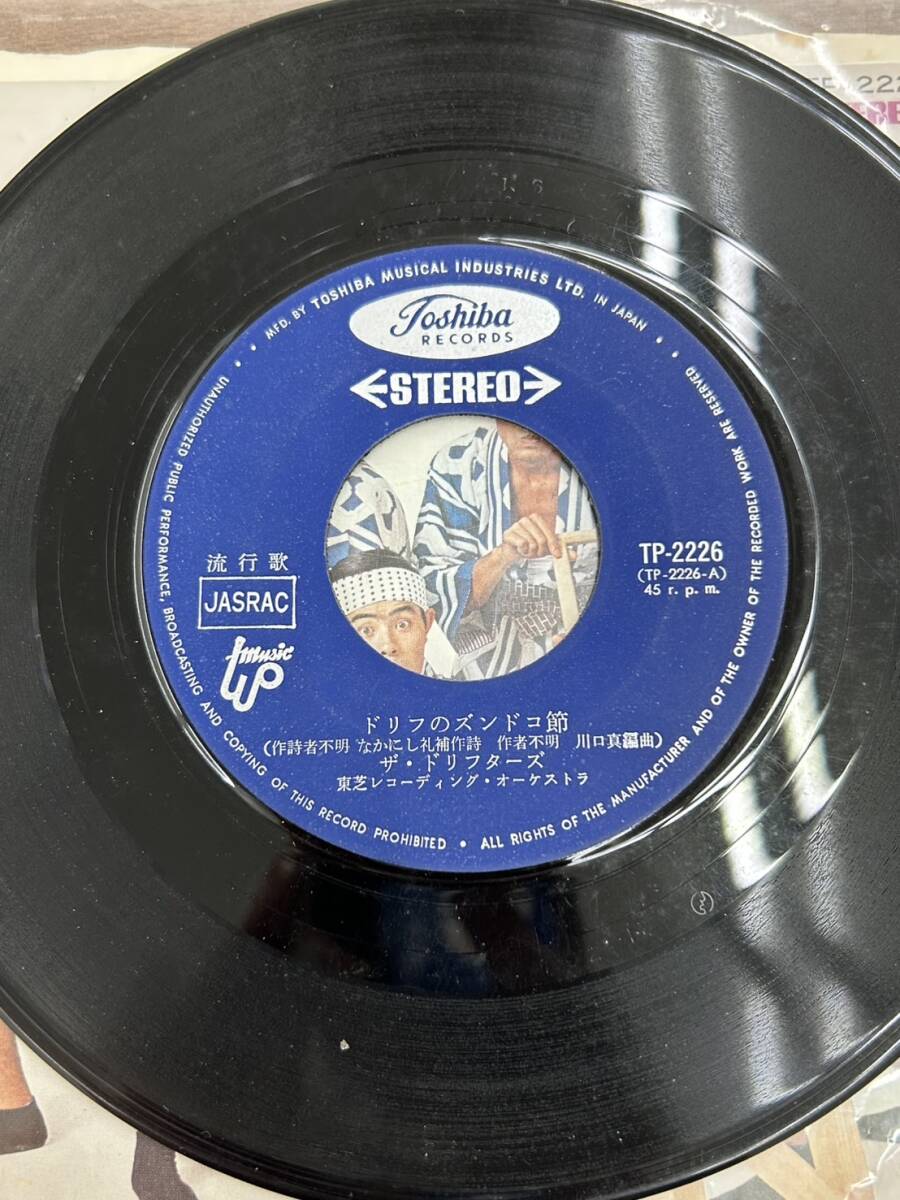 MFD. BY TOSHIBA MUSICAL INDUSTRIES LTD. IN JAPAN
Toshiba
RECORDS
STEREO
流行歌
JASRAC
music
up
TP-2226
(TP-2226-A)
45 r. p. m.
ドリフのズンドコ節
(作詩者不明 なかにし礼補作詩 作者不明 川口真編曲)
ザ・ドリフターズ
東芝レコーディング・オーケストラ
UNAUTHORIZED PUBLIC PERFORMANCE, BROADCASTING AND COPYING OF THIS RECORD PROHIBITED • ALL RIGHTS OF THE MANUFACTURER AND OF THE OWNER OF THE RECORDED WORK ARE RESERVED